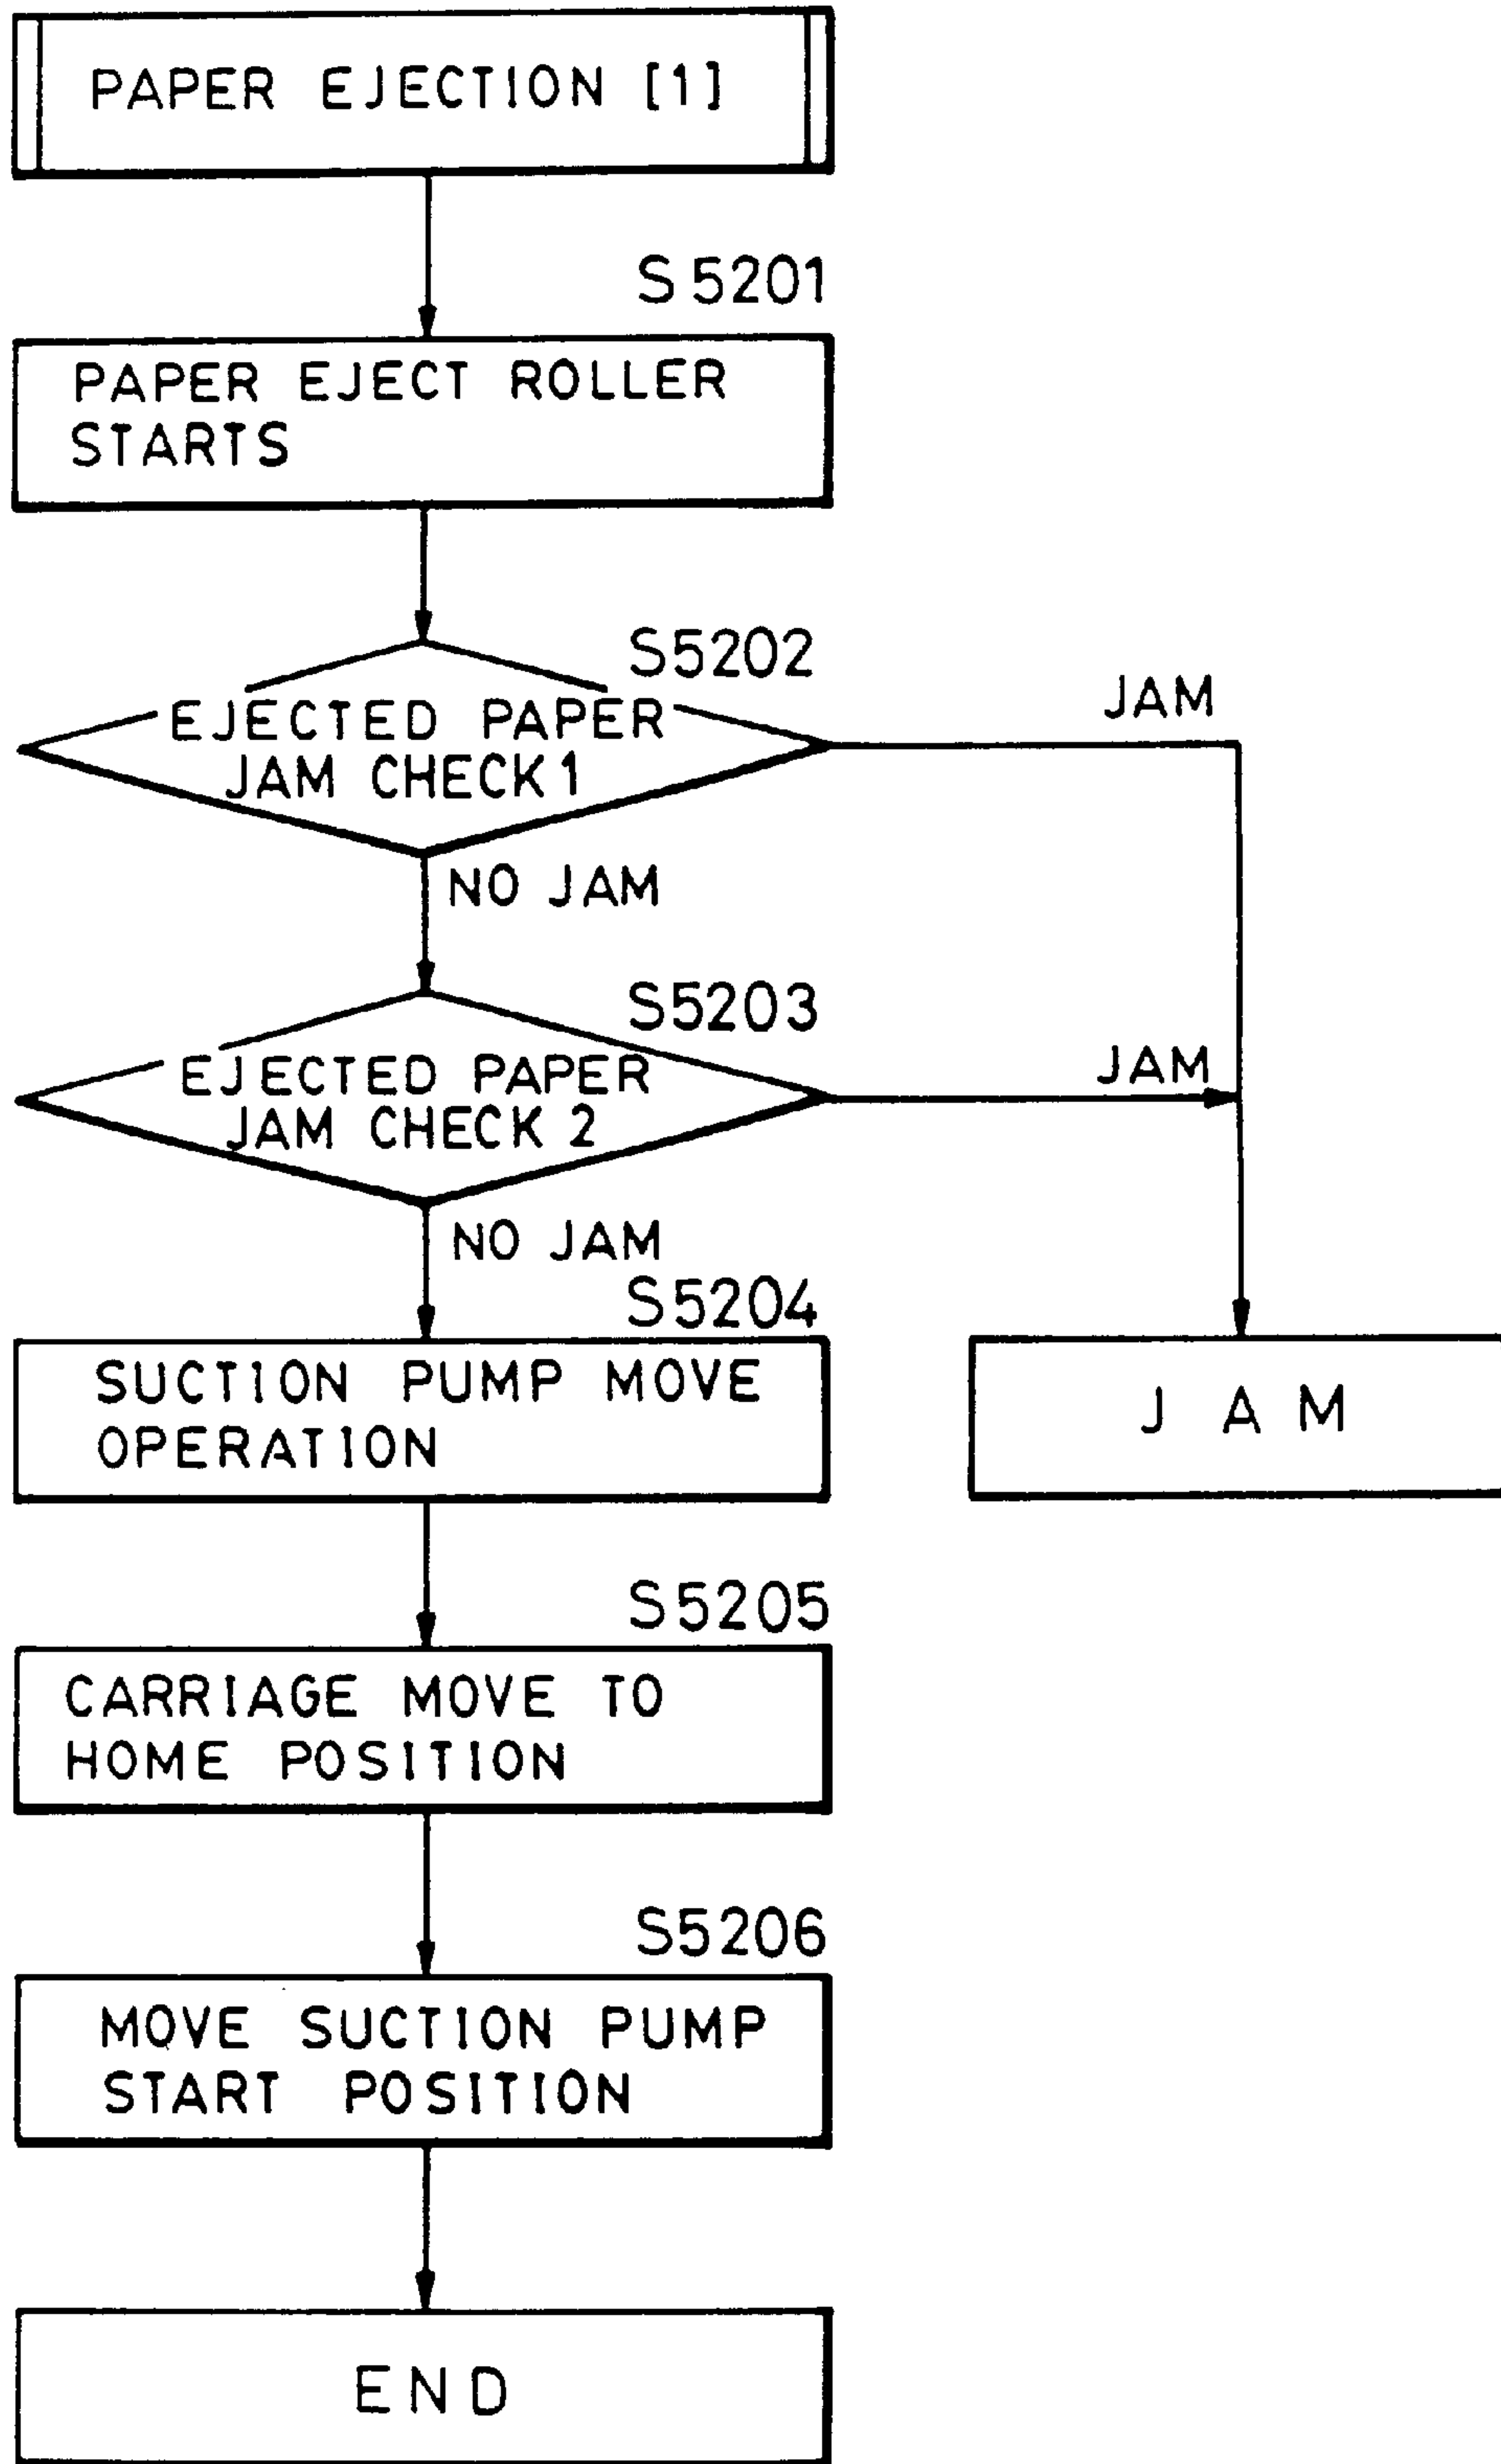 PAPER EJECTION [1]
S5201
PAPER EJECT ROLLER
STARTS
S5202
EJECTED PAPER
JAM CHECK 1
JAM
NO JAM
S5203
EJECTED PAPER
JAM CHECK 2
JAM
NO JAM
S5204
SUCTION PUMP MOVE
OPERATION
JAM
S5205
CARRIAGE MOVE TO
HOME POSITION
S5206
MOVE SUCTION PUMP
START POSITION
END